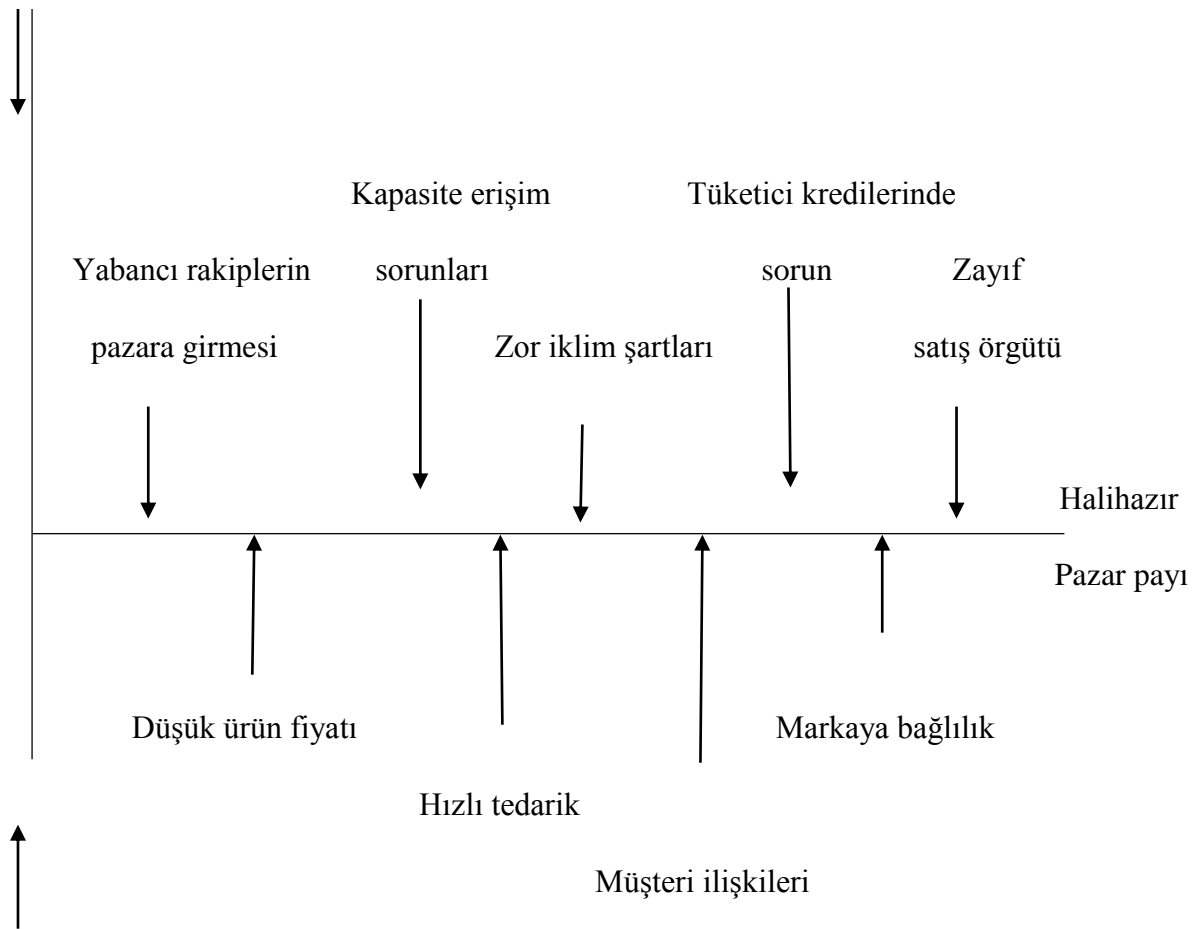 Kapasite erişim
sorunları
Tüketici kredilerinde
sorun
Yabancı rakiplerin
pazara girmesi
Zor iklim şartları
Zayıf
satış örgütü
Halihazır
Pazar payı
Düşük ürün fiyatı
Markaya bağlılık
Hızlı tedarik
Müşteri ilişkileri